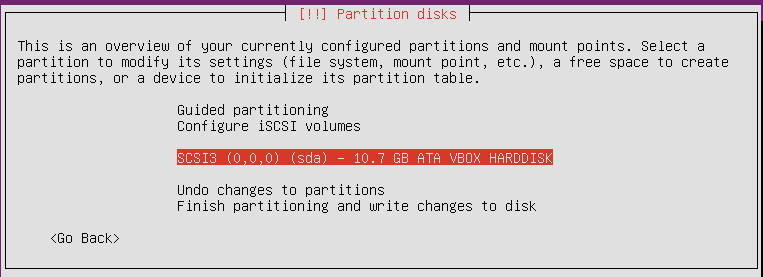 [!!] Partition disks
This is an overview of your currently configured partitions and mount points. Select a
partition to modify its settings (file system, mount point, etc.), a free space to create
partitions, or a device to initialize its partition table.
Guided partitioning
Configure iSCSI volumes
SCSI3 (0,0,0) (sda) – 10.7 GB ATA VBOX HARDDISK
Undo changes to partitions
Finish partitioning and write changes to disk
<Go Back>